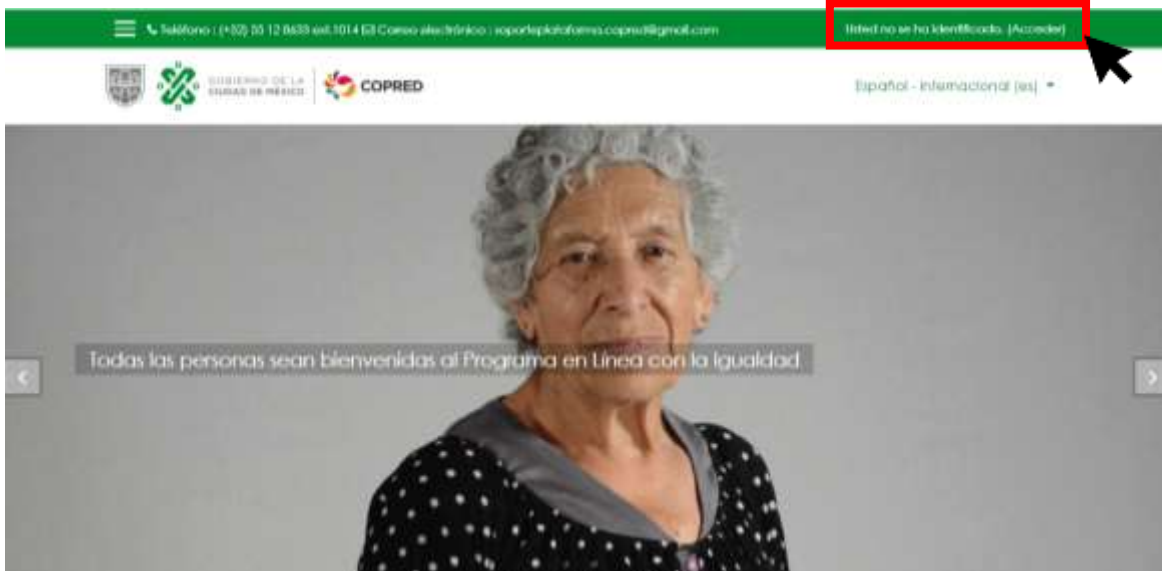 Teléfono : (+52) 55 12 8633 ext.1014 Correo electrónico : soporteplataforma.copred@gmail.com
Usted no se ha identificado. (Acceder)
GOBIERNO DE LA
CIUDAD DE MÉXICO
COPRED
Español - Internacional (es)
Todas las personas sean bienvenidas al Programa en Línea con la Igualdad